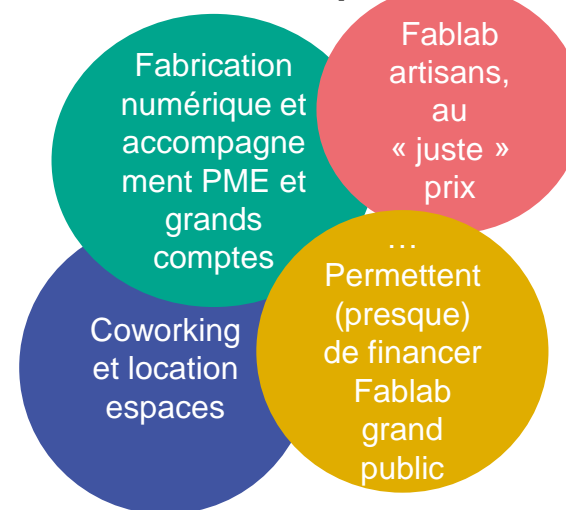 Fabrication
numérique et
accompagne
ment PME et
grands
comptes
Fablab
artisans,
au
« juste »
prix
Coworking
et location
espaces
…
Permettent
(presque)
de financer
Fablab
grand
public